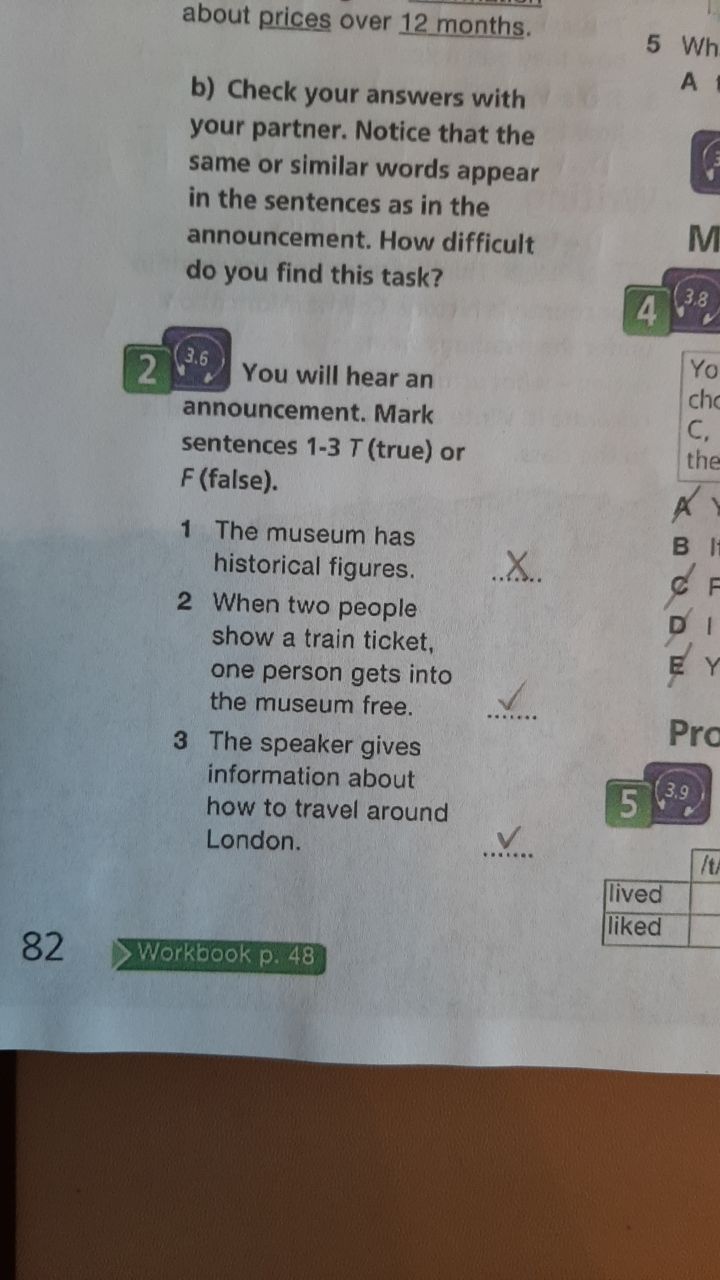 about prices over 12 months.
b) Check your answers with
your partner. Notice that the
same or similar words appear
in the sentences as in the
announcement. How difficult
do you find this task?
2 3.6 You will hear an
announcement. Mark
sentences 1-3 T (true) or
F (false).
1 The museum has
historical figures. X
2 When two people
show a train ticket,
one person gets into
the museum free. ✓
3 The speaker gives
information about
how to travel around
London. ✓
82 Workbook p. 48
5 Wh
A
M
4 3.8
Yo
cho
C,
the
A Y
B It
C F
D I
E Y
Pro
5 3.9
/t/
lived
liked